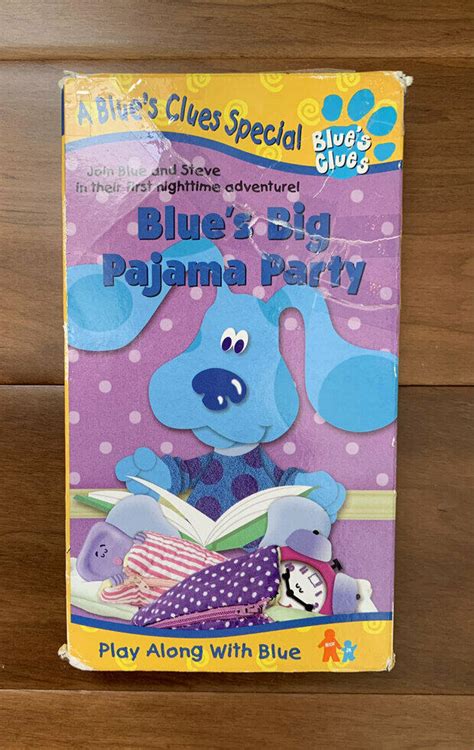 A Blue's Clues Special
Blue's
Clues
Join Blue and Steve
in their first nighttime adventure!
Blue's Big
Pajama Party
Play Along With Blue